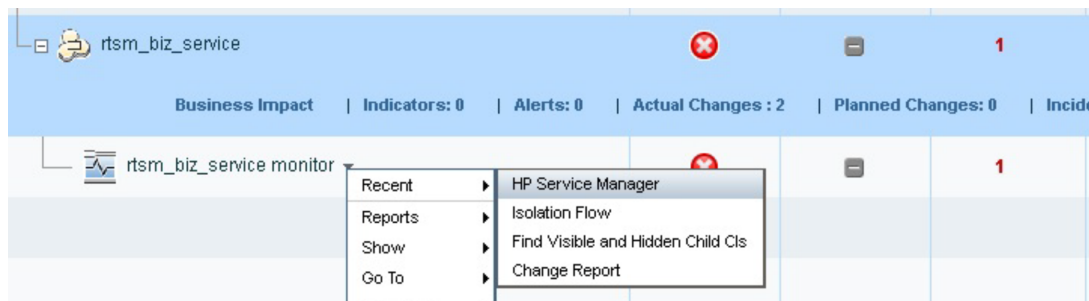 rtsm_biz_service 1
Business Impact | Indicators: 0 | Alerts: 0 | Actual Changes : 2 | Planned Changes: 0 | Incid
rtsm_biz_service monitor 1
Recent
Reports
Show
Go To
HP Service Manager
Isolation Flow
Find Visible and Hidden Child CIs
Change Report